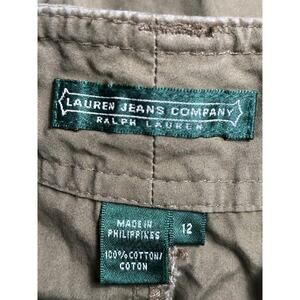 LAUREN JEANS COMPANY
RALPH LAUREN
MADE IN
PHILIPPINES
12
100% COTTON/
COTON